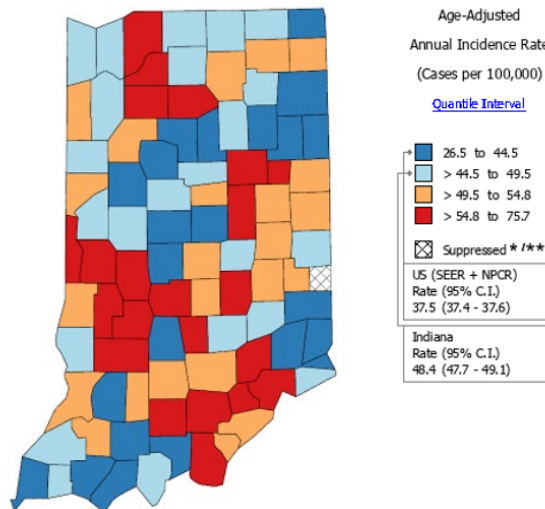 Age-Adjusted
Annual Incidence Rate
(Cases per 100,000)
Quantile Interval
26.5 to 44.5
> 44.5 to 49.5
> 49.5 to 54.8
> 54.8 to 75.7
Suppressed */**
US (SEER + NPCR)
Rate (95% C.I.)
37.5 (37.4 - 37.6)
Indiana
Rate (95% C.I.)
48.4 (47.7 - 49.1)